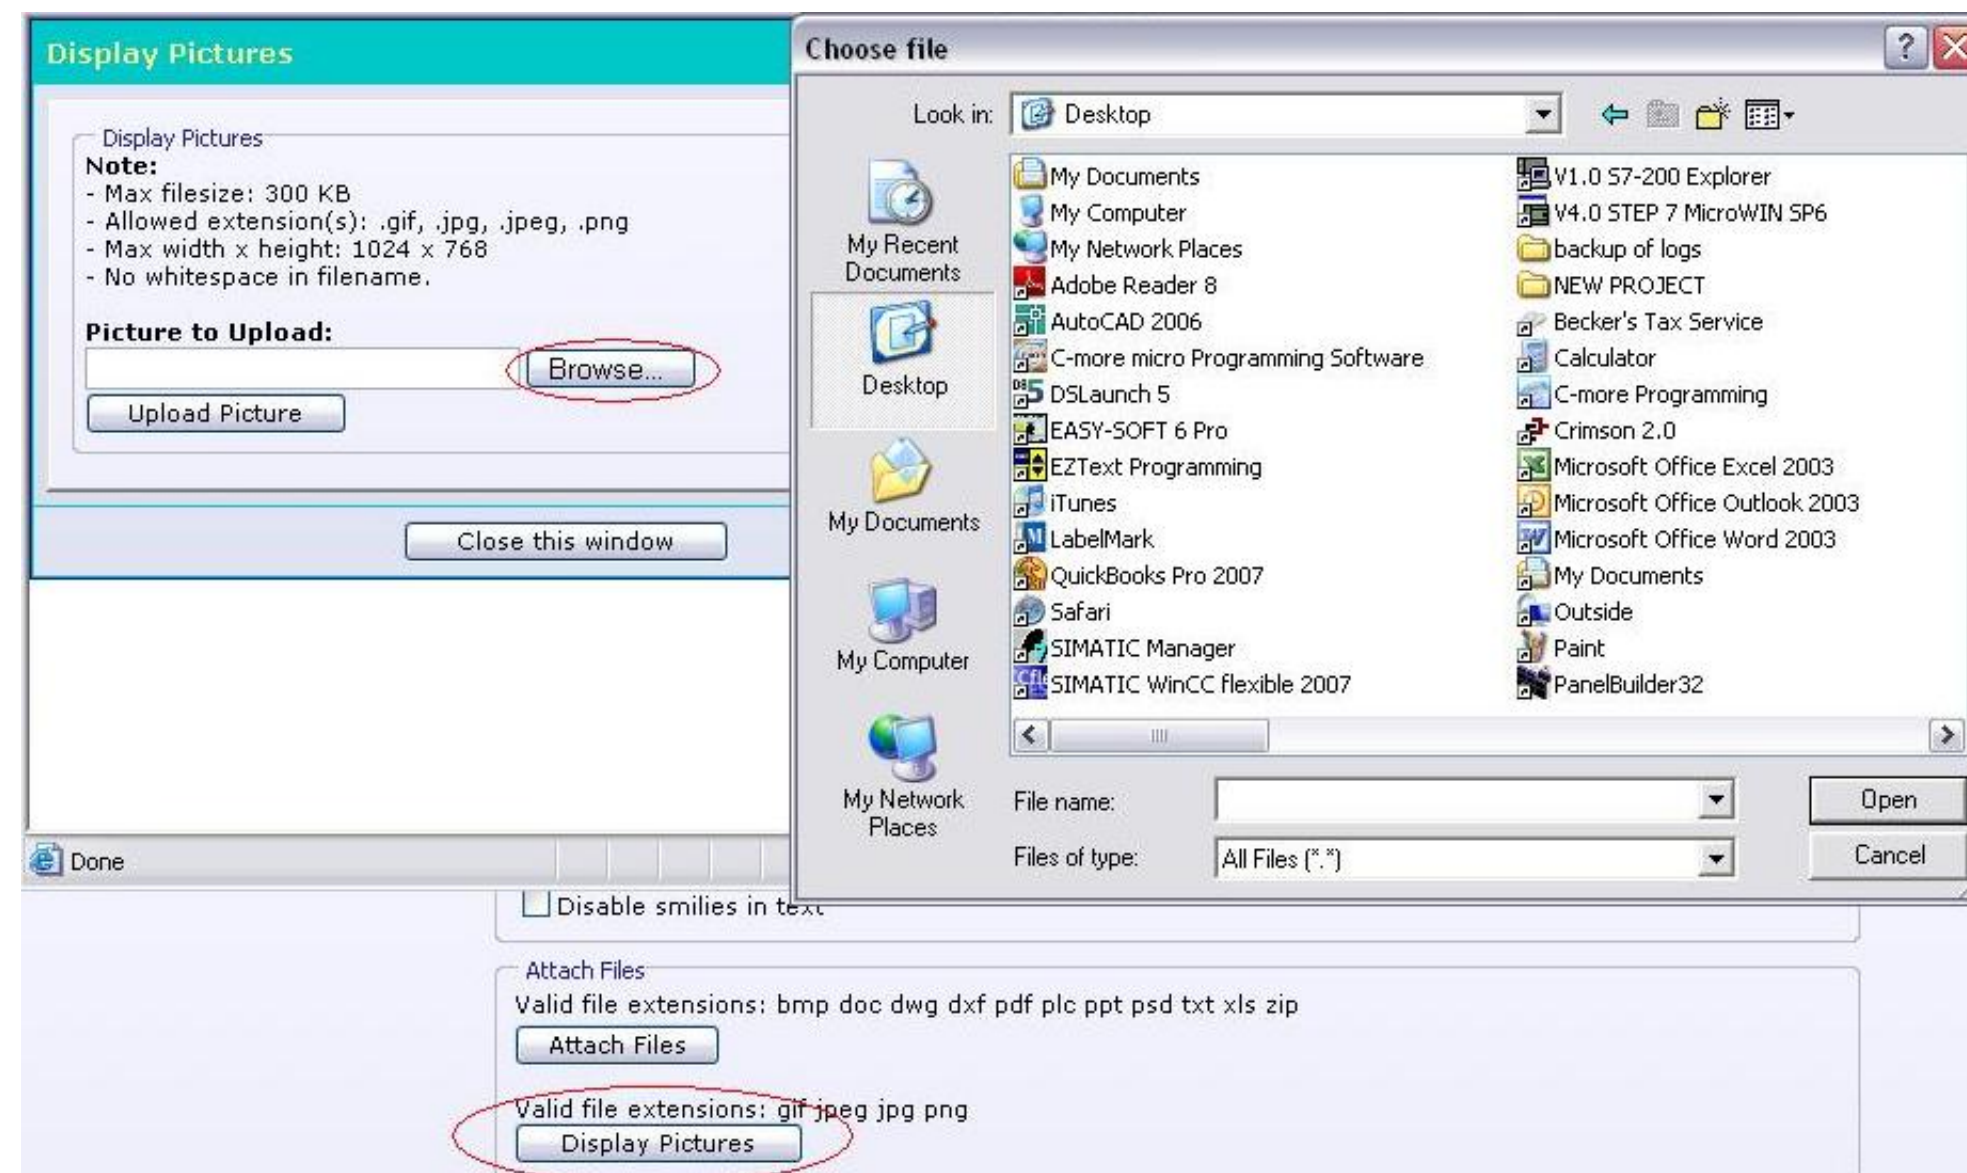 Display Pictures
Display Pictures
Note:
- Max filesize: 300 KB
- Allowed extension(s): .gif, .jpg, .jpeg, .png
- Max width x height: 1024 x 768
- No whitespace in filename.
Picture to Upload:
Browse...
Upload Picture
Close this window
Done
Choose file
Look in:
Desktop
My Recent
Documents
Desktop
My Documents
My Computer
My Network
Places
My Documents
My Computer
My Network Places
Adobe Reader 8
AutoCAD 2006
C-more micro Programming Software
DSLaunch 5
EASY-SOFT 6 Pro
EZText Programming
iTunes
LabelMark
QuickBooks Pro 2007
Safari
SIMATIC Manager
SIMATIC WinCC flexible 2007
V1.0 S7-200 Explorer
V4.0 STEP 7 MicroWIN SP6
backup of logs
NEW PROJECT
Becker's Tax Service
Calculator
C-more Programming
Crimson 2.0
Microsoft Office Excel 2003
Microsoft Office Outlook 2003
Microsoft Office Word 2003
My Documents
Outside
Paint
PanelBuilder32
File name:
Open
Files of type:
All Files (*.*)
Cancel
Disable smilies in text
Attach Files
Valid file extensions: bmp doc dwg dxf pdf plc ppt psd txt xls zip
Attach Files
Valid file extensions: gif jpeg jpg png
Display Pictures